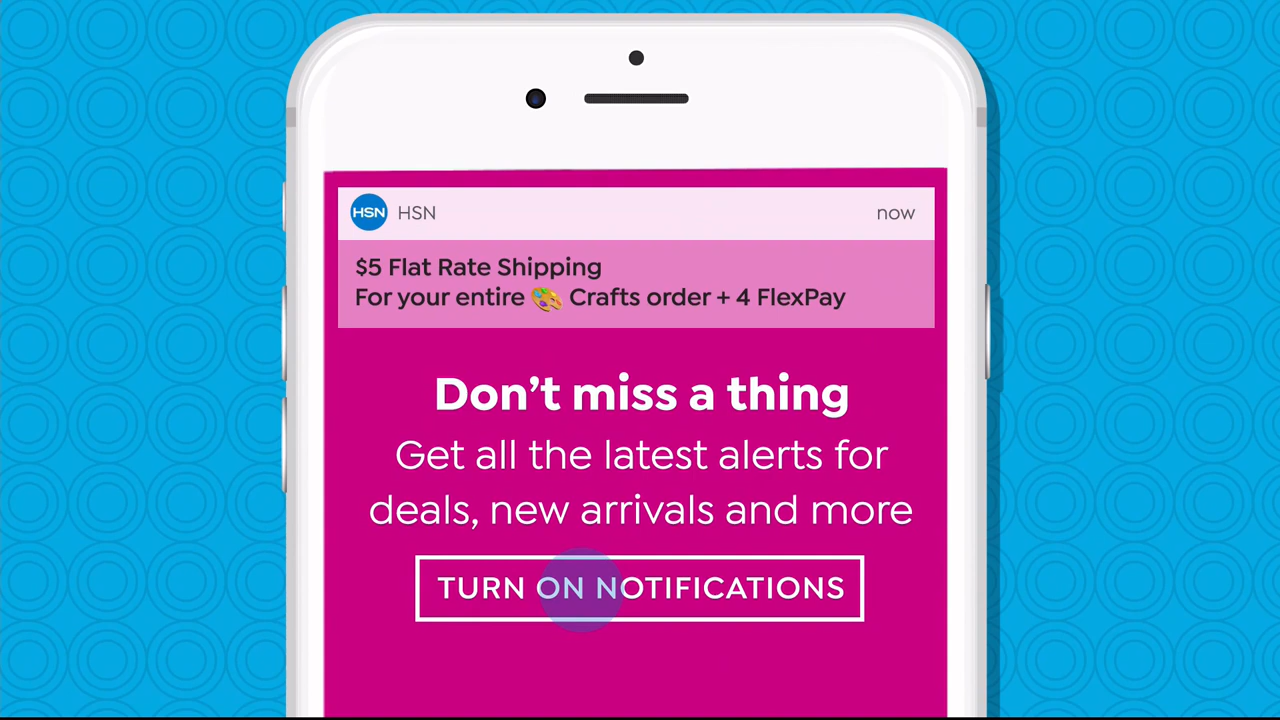 HSN HSN now
$5 Flat Rate Shipping
For your entire 🎨 Crafts order + 4 FlexPay
Don't miss a thing
Get all the latest alerts for
deals, new arrivals and more
TURN ON NOTIFICATIONS